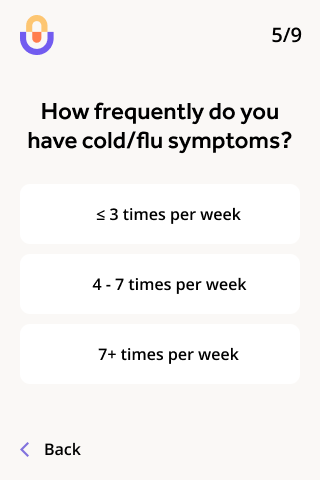 5/9
How frequently do you
have cold/flu symptoms?
≤ 3 times per week
4 - 7 times per week
7+ times per week
Back